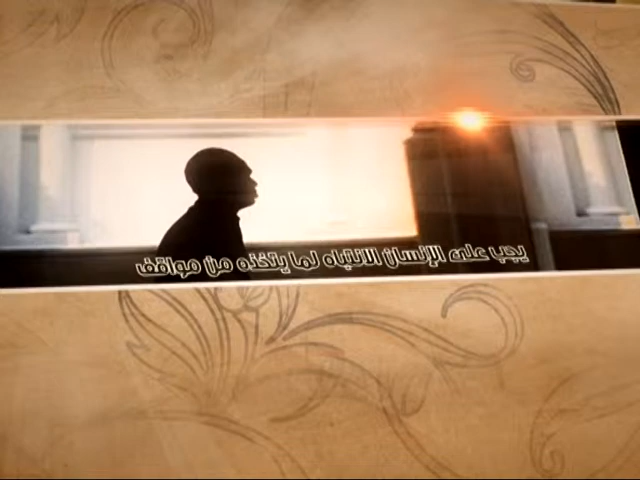 يجب على الإنسان الانتباه لما يتخذه من مواقف